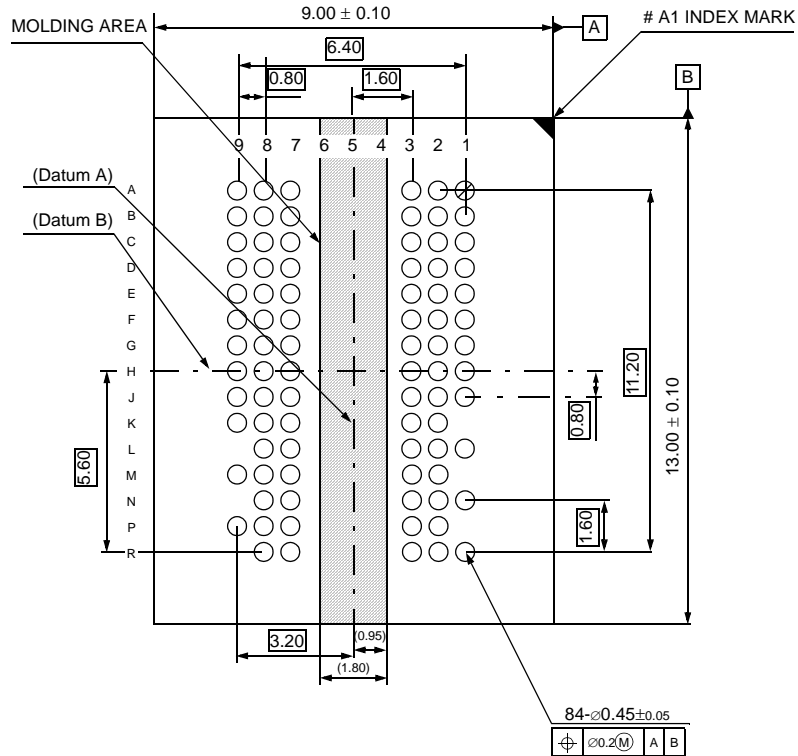 9.00 ± 0.10
# A1 INDEX MARK
MOLDING AREA
A
6.40
B
0.80
1.60
9 8 7 6 5 4 3 2 1
(Datum A)
A
B
(Datum B)
C
D
E
F
G
H
J
K
L
M
N
P
R
5.60
11.20
0.80
13.00 ± 0.10
1.60
3.20
(0.95)
(1.80)
84-∅0.45±0.05
⌖ ∅0.2Ⓜ A B